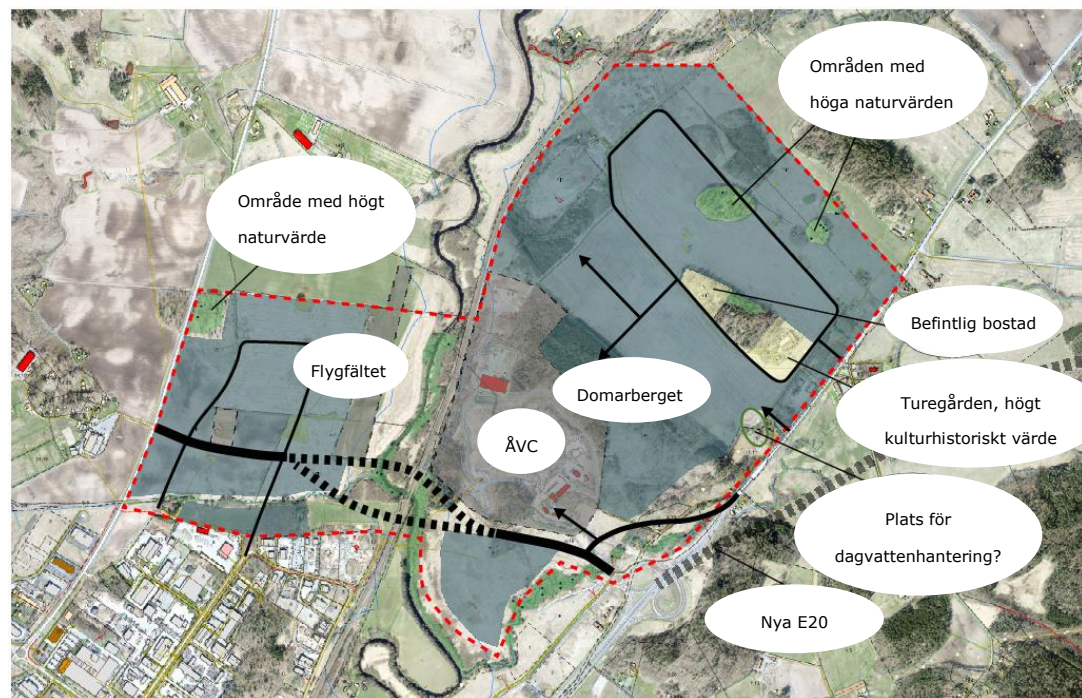 Områden med
höga naturvärden
Område med högt
naturvärde
Flygfältet
Befintlig bostad
Domarberget
Turegården, högt
kulturhistoriskt värde
ÅVC
Plats för
dagvattenhantering?
Nya E20